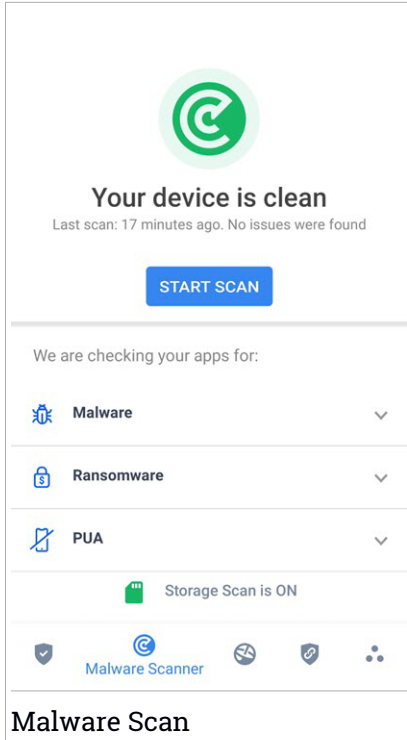 Your device is clean
Last scan: 17 minutes ago. No issues were found
START SCAN
We are checking your apps for:
Malware
Ransomware
PUA
Storage Scan is ON
Malware Scanner
Malware Scan